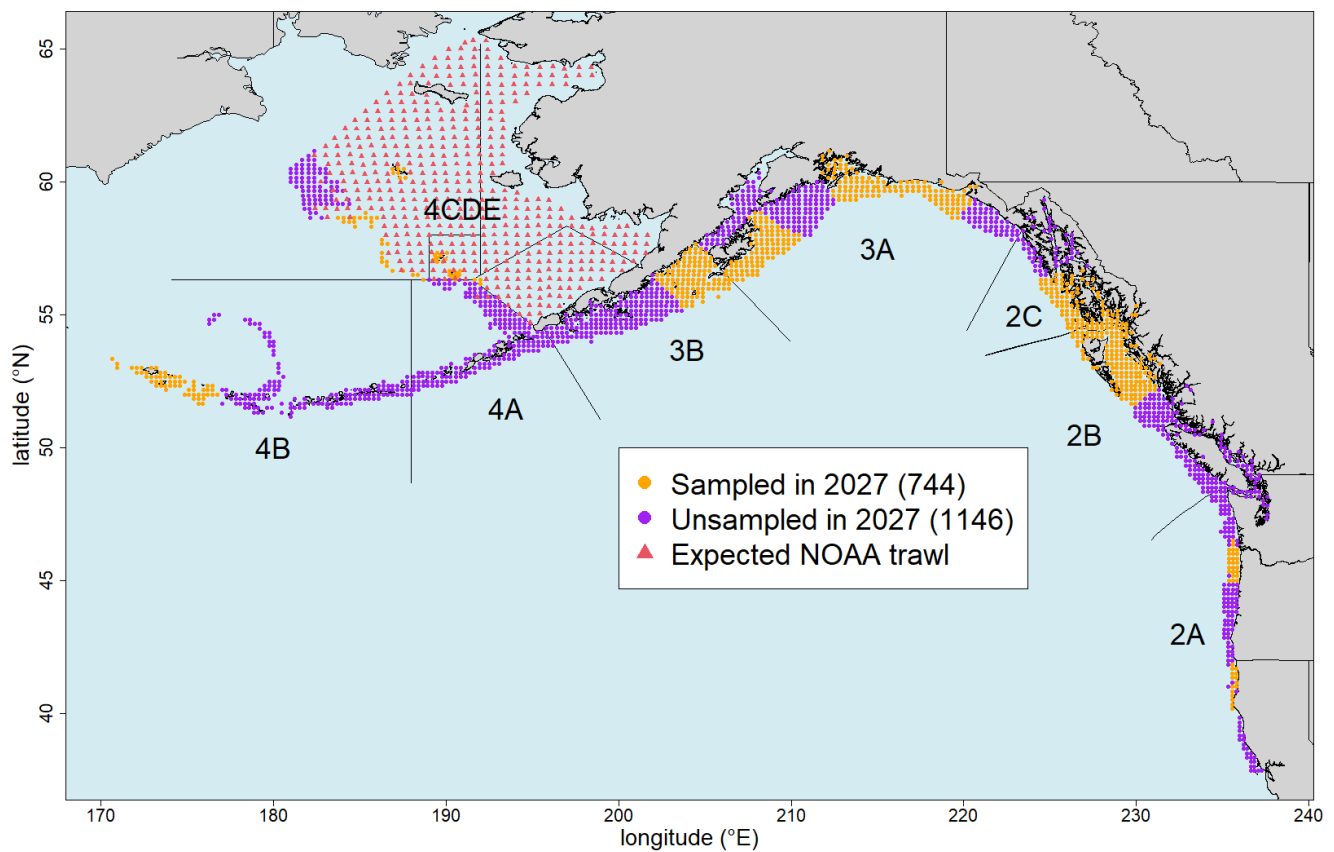 65
60
55
50
45
40
latitude (°N)
4CDE
3A
2C
3B
4A
2B
4B
Sampled in 2027 (744)
Unsampled in 2027 (1146)
Expected NOAA trawl
2A
170
180
190
200
210
220
230
240
longitude (°E)